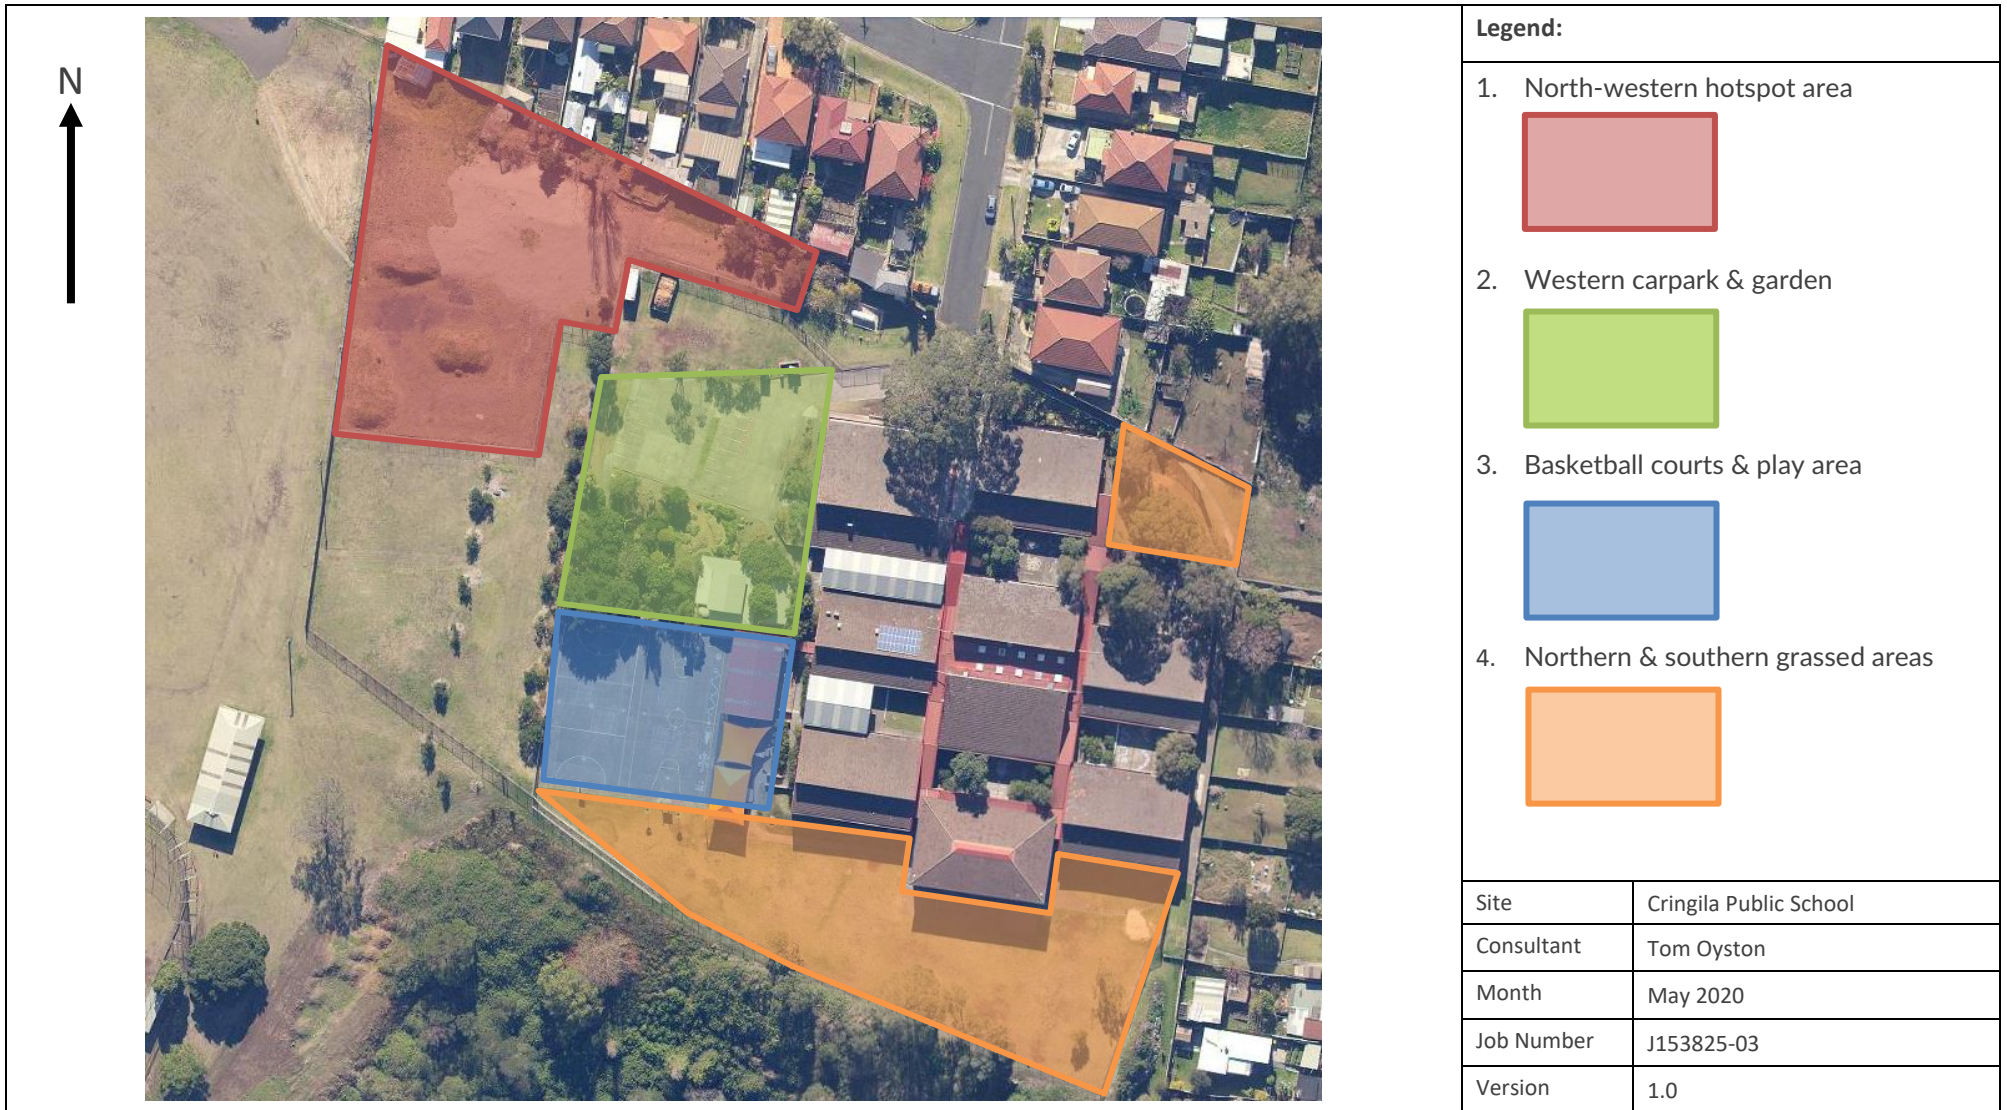 N
Legend:
1. North-western hotspot area
2. Western carpark & garden
3. Basketball courts & play area
4. Northern & southern grassed areas
Site Cringila Public School
Consultant Tom Oyston
Month May 2020
Job Number J153825-03
Version 1.0